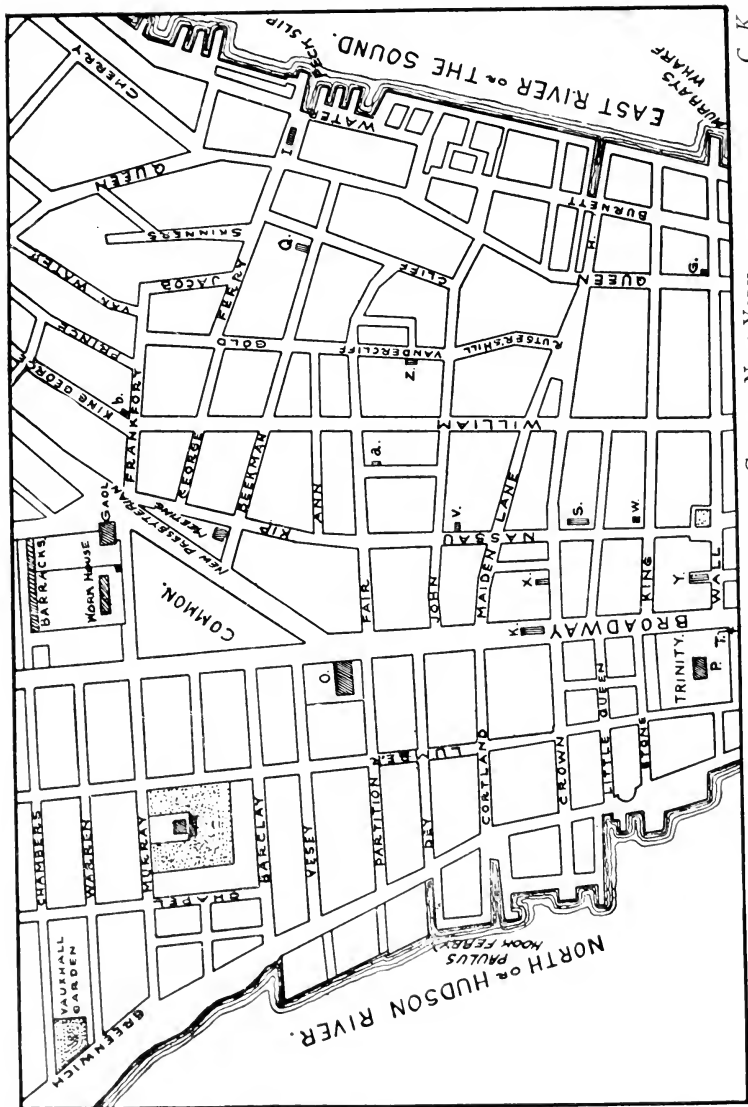 EAST RIVER OR THE SOUND.
PECK SLIP
MURRAYS
WHARF
CHERRY
WATER
QUEEN
BURNETT
SKINNERS
I
H.
Q.
CLIFF
QUEEN
G.
VAN WATER
JACOB
FERRY
PRINCE
GOLD
VANDERCLIFF
RUTGERS HILL
Z.
KING GEORGE
b.
FRANKFORT
WILLIAM
GEORGE
BEEKMAN
ANN
a.
V.
LANE
S.
W.
BARRACKS
GAOL
WORK HOUSE
NEW PRESBYTERIAN
MEETING
KIP
NASSAU
COMMON.
FAIR
JOHN
MAIDEN
X.
KING
Y.
WALL
K.
BROADWAY
O.
TRINITY.
P.
T.
CHAMBERS
WARREN
MURRAY
BARCLAY
VESEY
PARTITION
DEY
CORTLAND
CROWN
LITTLE QUEEN
STONE
CHAPEL
VAUXHALL
GARDEN
GREENWICH
PAULUS
HOOK FERRY
NORTH OR HUDSON RIVER.